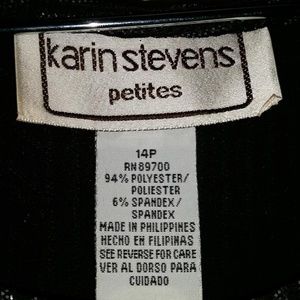 karin stevens
petites
14P
RN 89700
94% POLYESTER/
POLIESTER
6% SPANDEX/
SPANDEX
MADE IN PHILIPPINES
HECHO EN FILIPINAS
SEE REVERSE FOR CARE
VER AL DORSO PARA
CUIDADO